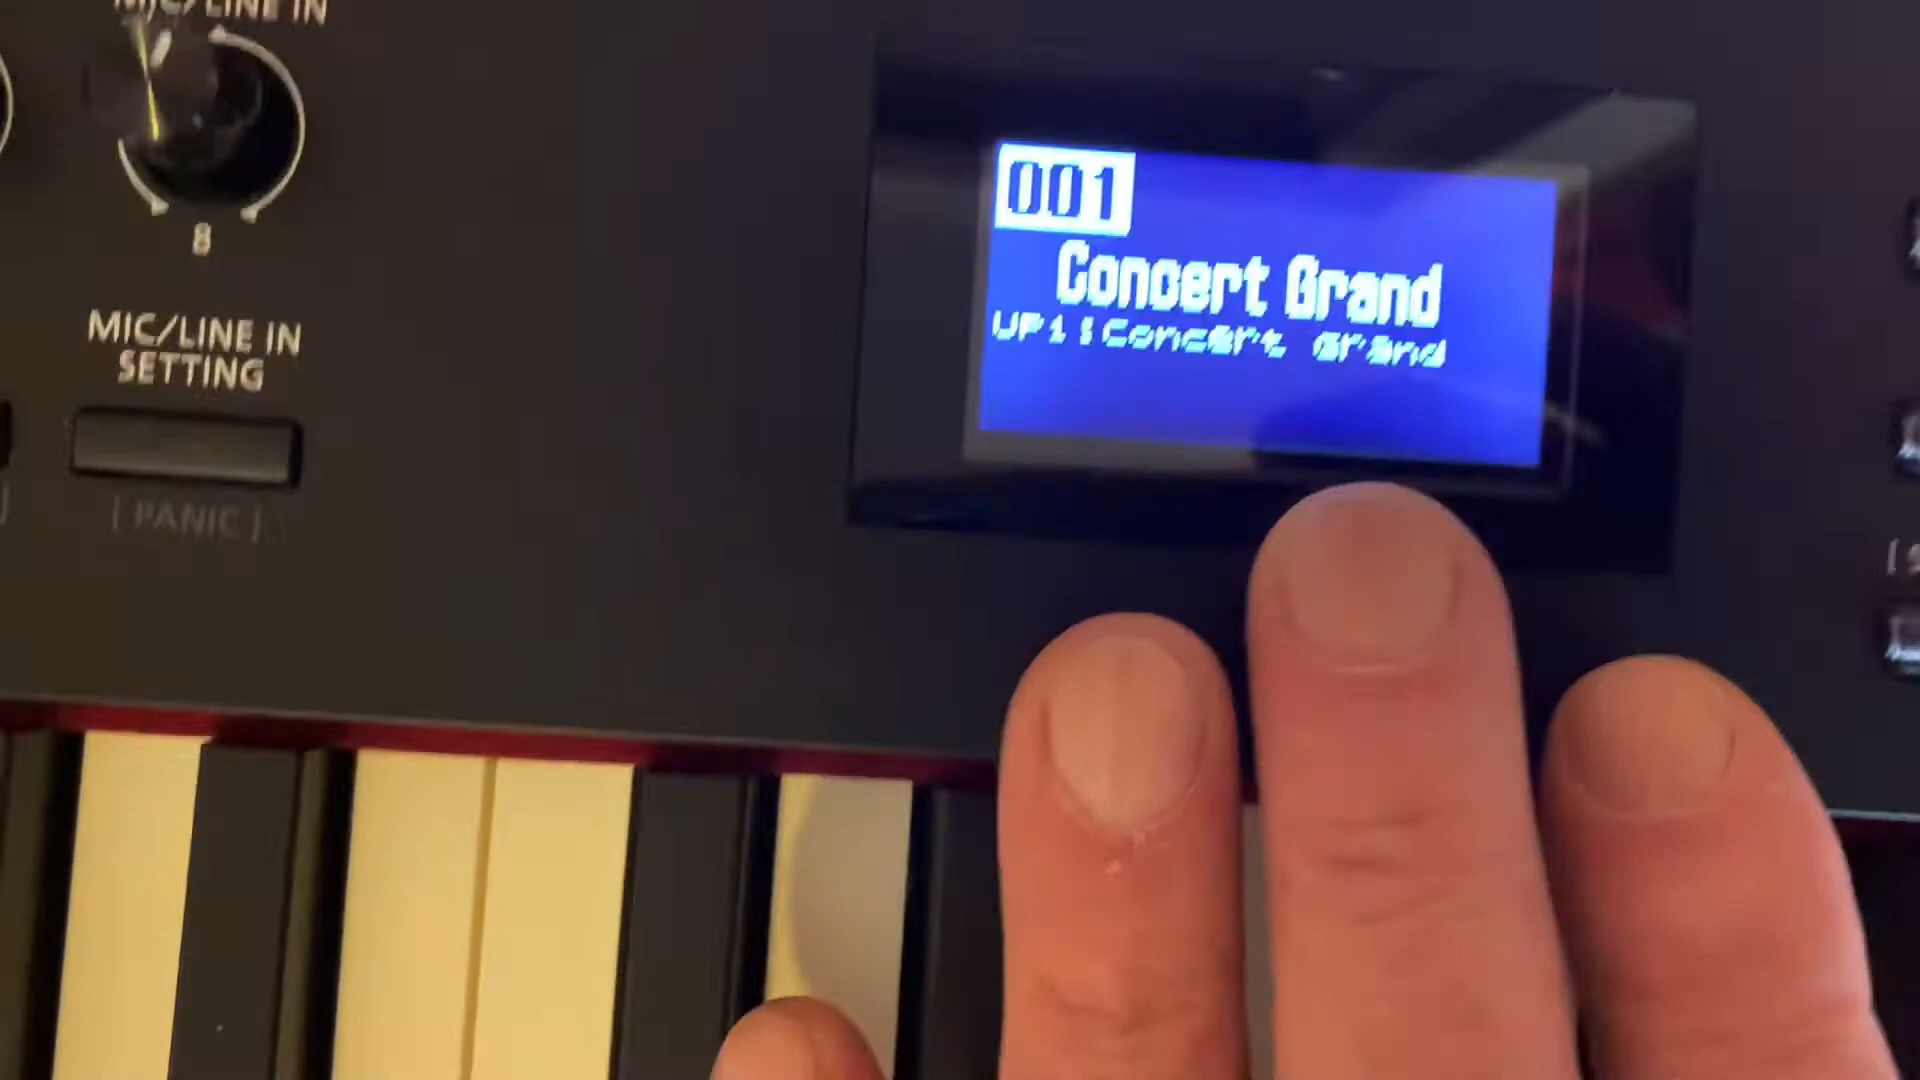 MIC/LINE IN
8
MIC/LINE IN
SETTING
[ PANIC ]
001
Concert Grand
UP1:Concert Grand